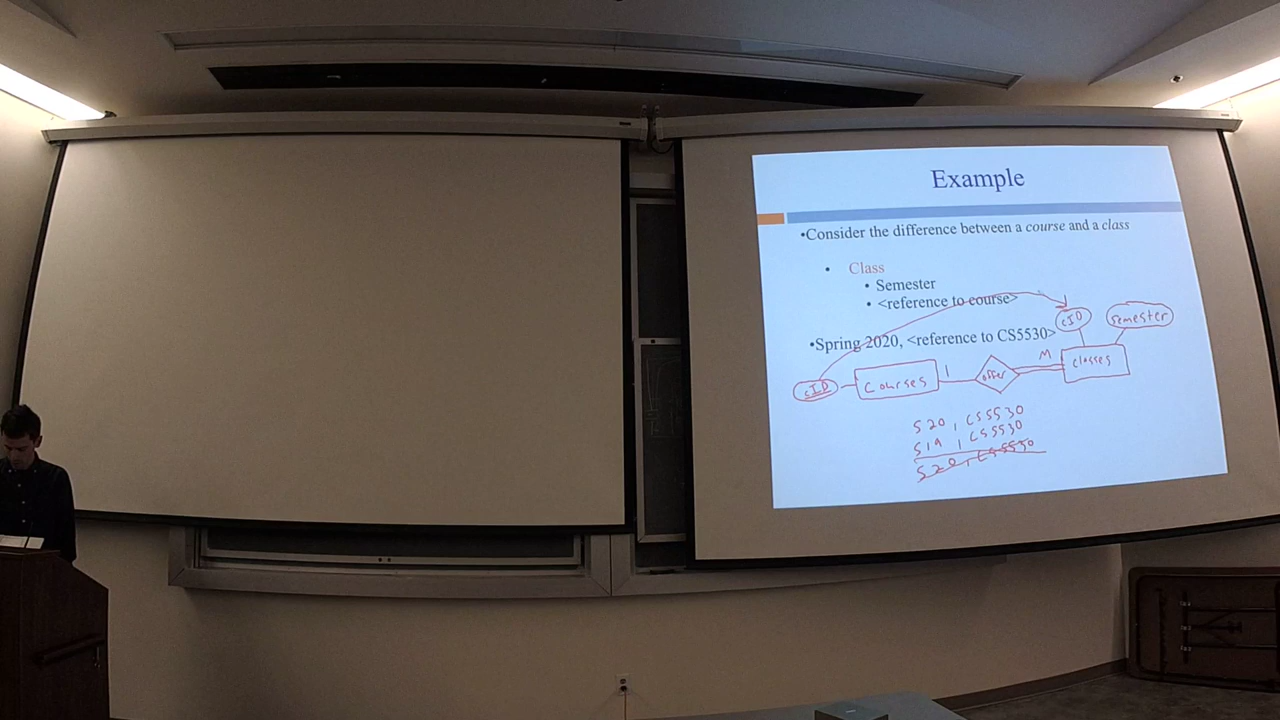 Example
•Consider the difference between a course and a class
• Class
• Semester
• <reference to course>
•Spring 2020, <reference to CS5530>
cID semester
cID Courses 1 offer M classes
S20, CS5530
S19, CS5530
S20, CS5530